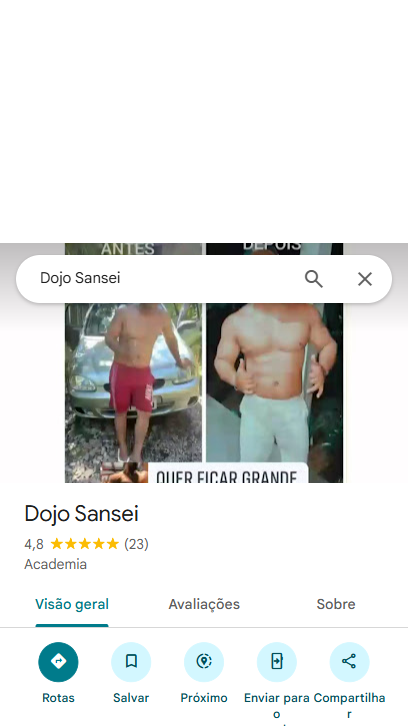 ANTES
DEPOIS
Dojo Sansei
QUER FICAR GRANDE
Dojo Sansei
4,8 (23)
Academia
Visão geral
Avaliações
Sobre
Rotas
Salvar
Próximo
Enviar para o
Compartilhar